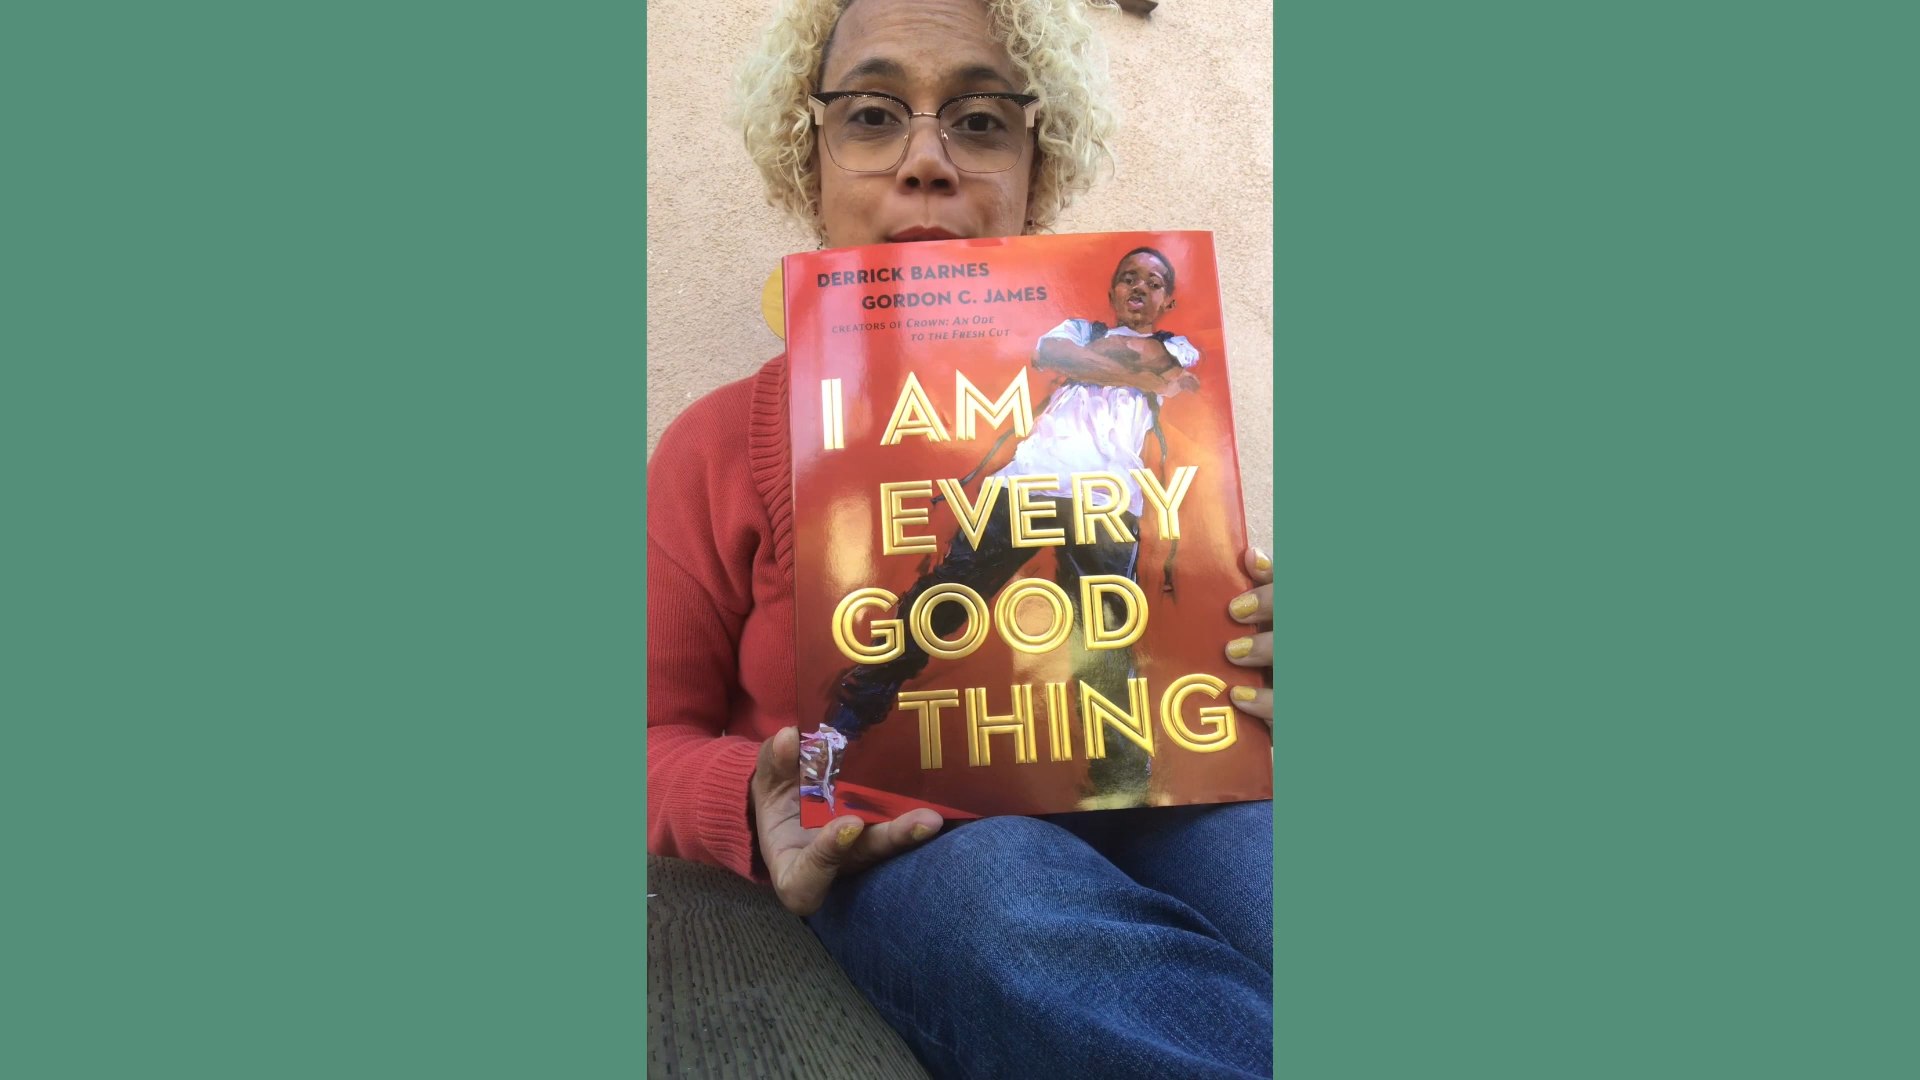 DERRICK BARNES
GORDON C. JAMES
CREATORS OF CROWN: AN ODE
TO THE FRESH CUT
I AM
EVERY
GOOD
THING